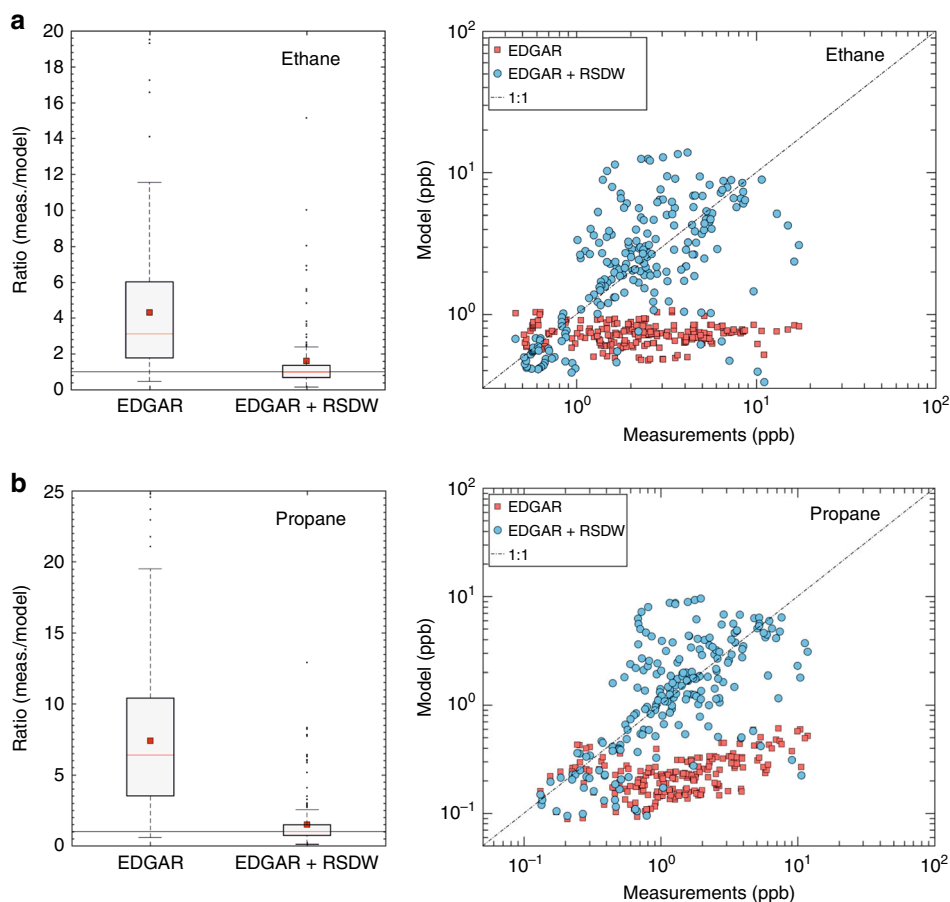 a
20
18
16
14
12
10
8
6
4
2
0
Ratio (meas./model)
Ethane
EDGAR
EDGAR + RSDW
10²
10¹
10⁰
Model (ppb)
EDGAR
EDGAR + RSDW
1:1
Ethane
10⁰
10¹
10²
Measurements (ppb)
b
25
20
15
10
5
0
Ratio (meas./model)
Propane
EDGAR
EDGAR + RSDW
10²
10¹
10⁰
10⁻¹
Model (ppb)
EDGAR
EDGAR + RSDW
1:1
Propane
10⁻¹
10⁰
10¹
10²
Measurements (ppb)